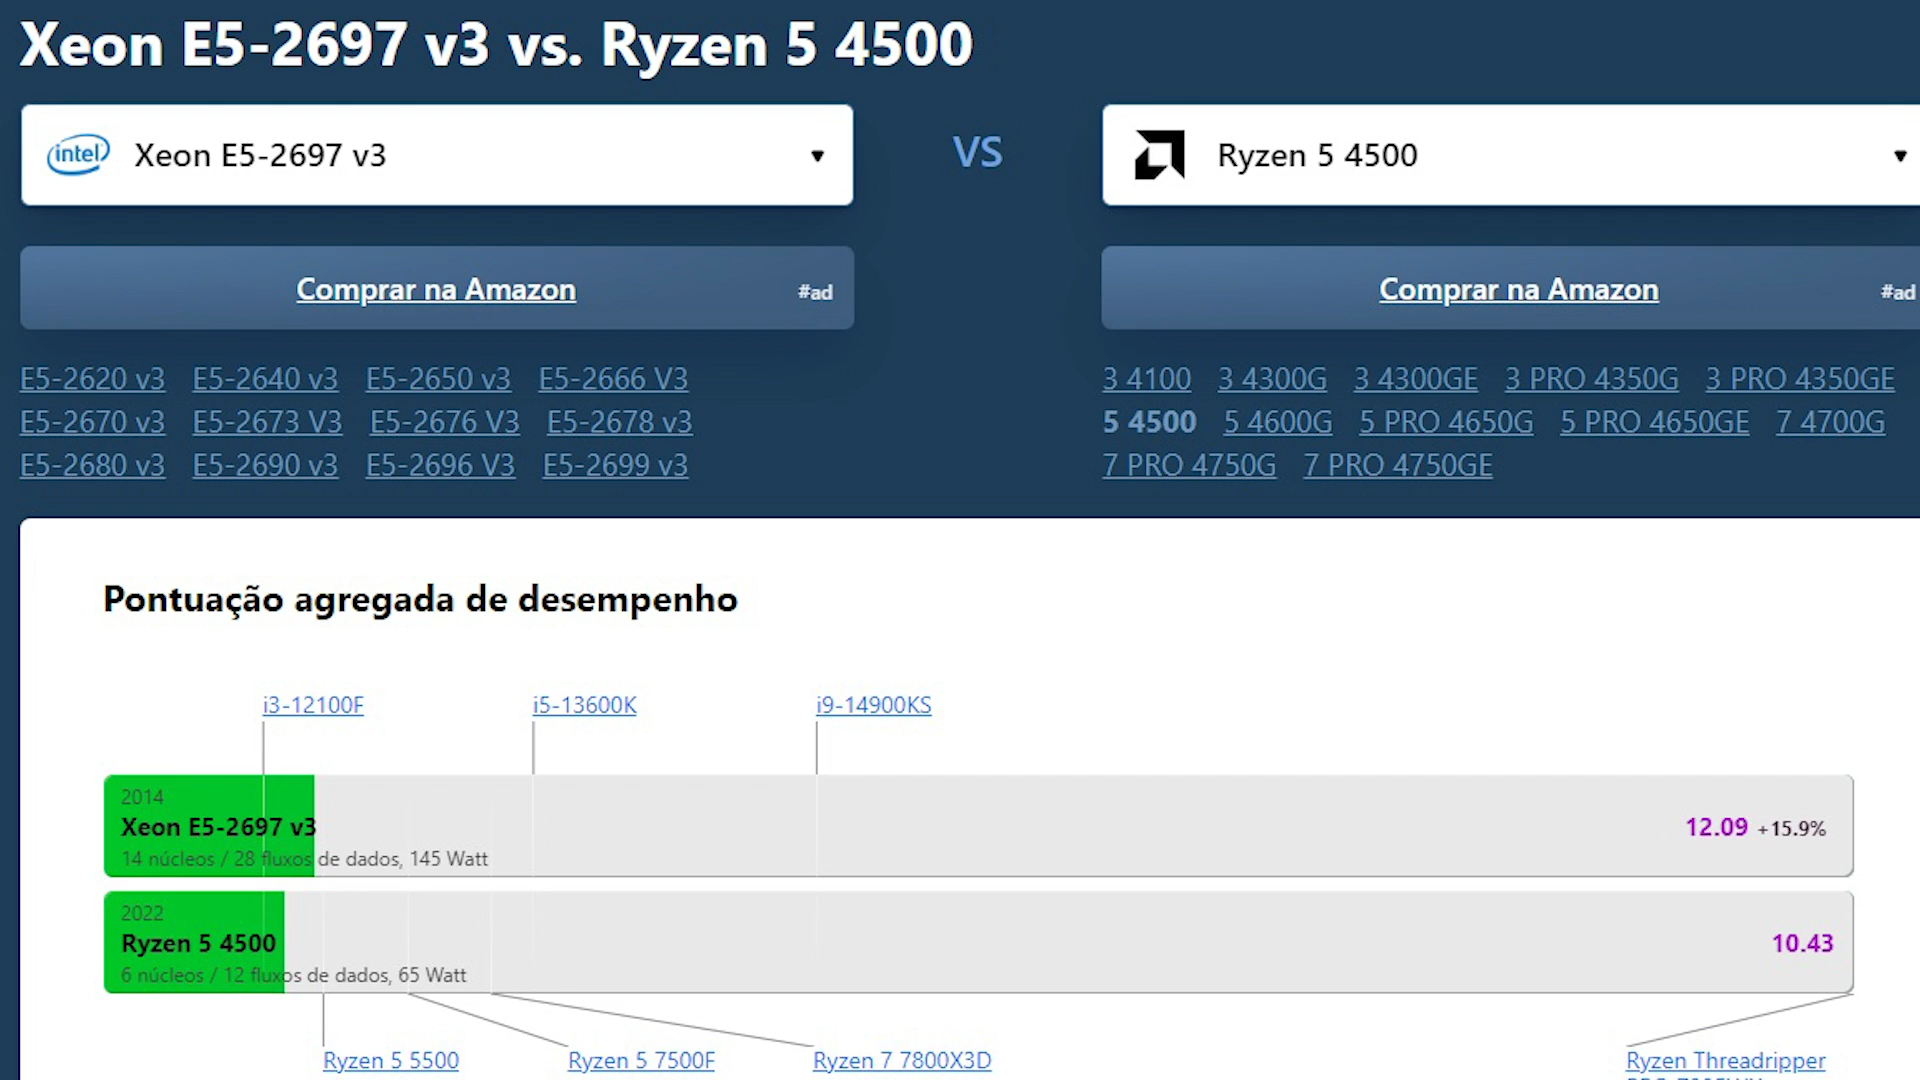 Xeon E5-2697 v3 vs. Ryzen 5 4500
intel Xeon E5-2697 v3 VS Ryzen 5 4500
Comprar na Amazon #ad Comprar na Amazon #ad
E5-2620 v3 E5-2640 v3 E5-2650 v3 E5-2666 V3
E5-2670 v3 E5-2673 V3 E5-2676 V3 E5-2678 v3
E5-2680 v3 E5-2690 v3 E5-2696 V3 E5-2699 v3
3 4100 3 4300G 3 4300GE 3 PRO 4350G 3 PRO 4350GE
5 4500 5 4600G 5 PRO 4650G 5 PRO 4650GE 7 4700G
7 PRO 4750G 7 PRO 4750GE
Pontuação agregada de desempenho
i3-12100F i5-13600K i9-14900KS
2014
Xeon E5-2697 v3 12.09 +15.9%
14 núcleos / 28 fluxos de dados, 145 Watt
2022
Ryzen 5 4500 10.43
6 núcleos / 12 fluxos de dados, 65 Watt
Ryzen 5 5500 Ryzen 5 7500F Ryzen 7 7800X3D Ryzen Threadripper